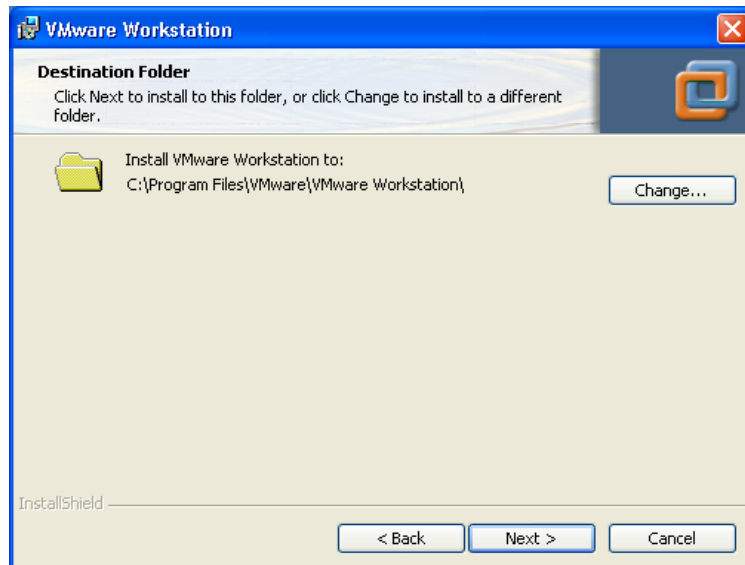 VMware Workstation
Destination Folder
Click Next to install to this folder, or click Change to install to a different
folder.
Install VMware Workstation to:
C:\Program Files\VMware\VMware Workstation\
Change...
InstallShield
< Back
Next >
Cancel